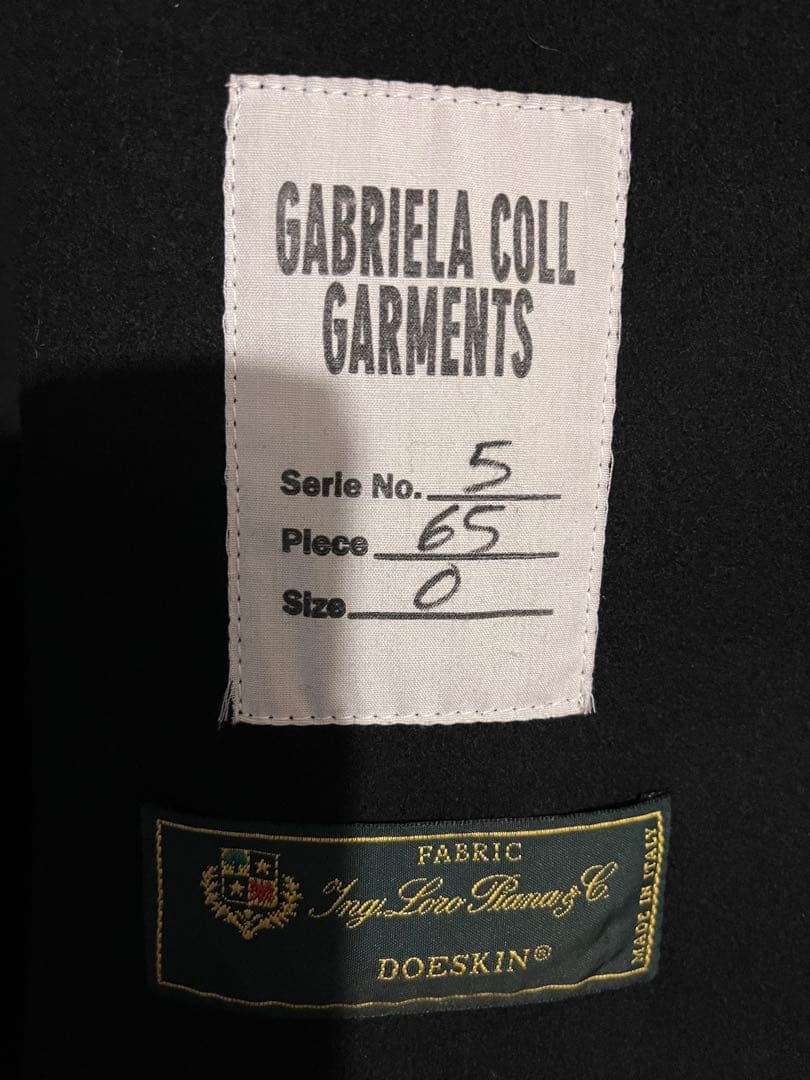 GABRIELA COLL
GARMENTS
Serie No. 5
Piece 65
Size 0
FABRIC
Ing. Loro Piana & C.
DOESKIN®
MADE IN ITALY